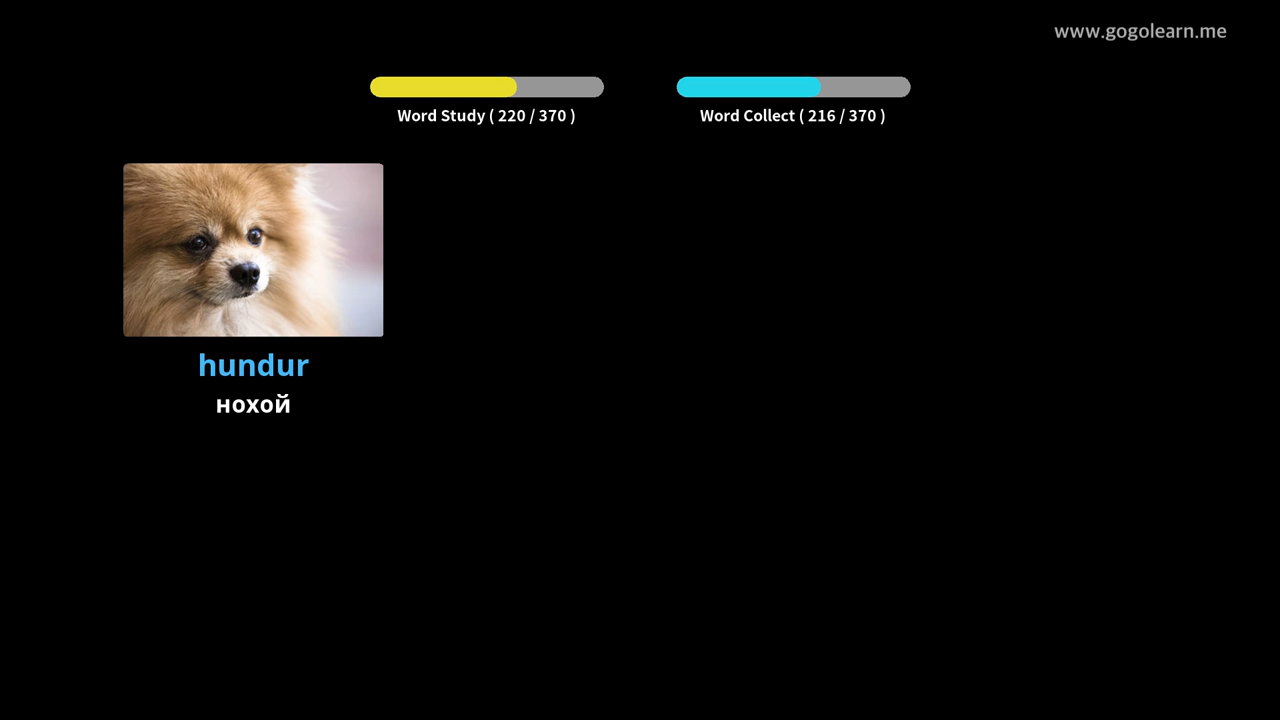 www.gogolearn.me
Word Study ( 220 / 370 )
Word Collect ( 216 / 370 )
hundur
нохой